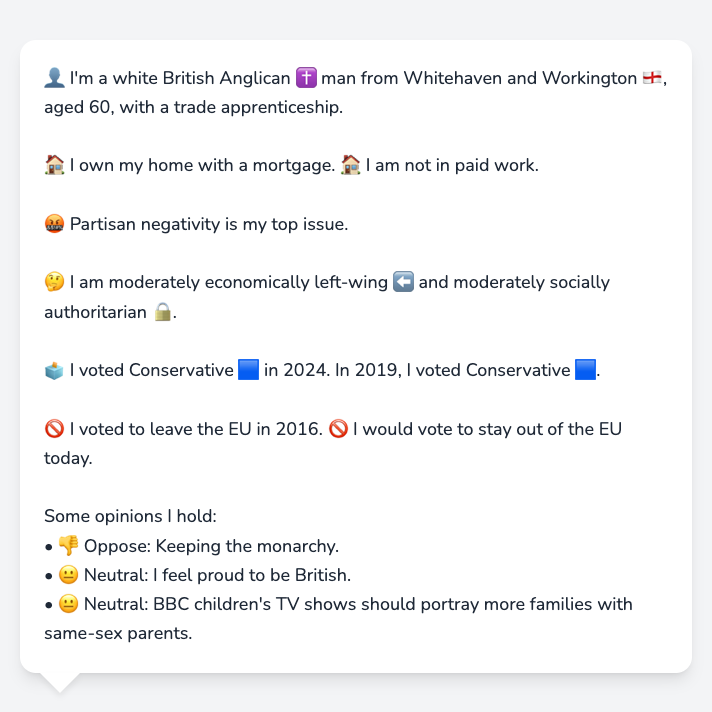 👤 I'm a white British Anglican ✝️ man from Whitehaven and Workington 🏴󠁧󠁢󠁥󠁮󠁧󠁿,
aged 60, with a trade apprenticeship.
🏠 I own my home with a mortgage. 🏠 I am not in paid work.
🤬 Partisan negativity is my top issue.
🤔 I am moderately economically left-wing ⬅️ and moderately socially
authoritarian 🔒.
🗳️ I voted Conservative 🟦 in 2024. In 2019, I voted Conservative 🟦.
🚫 I voted to leave the EU in 2016. 🚫 I would vote to stay out of the EU
today.
Some opinions I hold:
• 👎 Oppose: Keeping the monarchy.
• 😐 Neutral: I feel proud to be British.
• 😐 Neutral: BBC children's TV shows should portray more families with
same-sex parents.